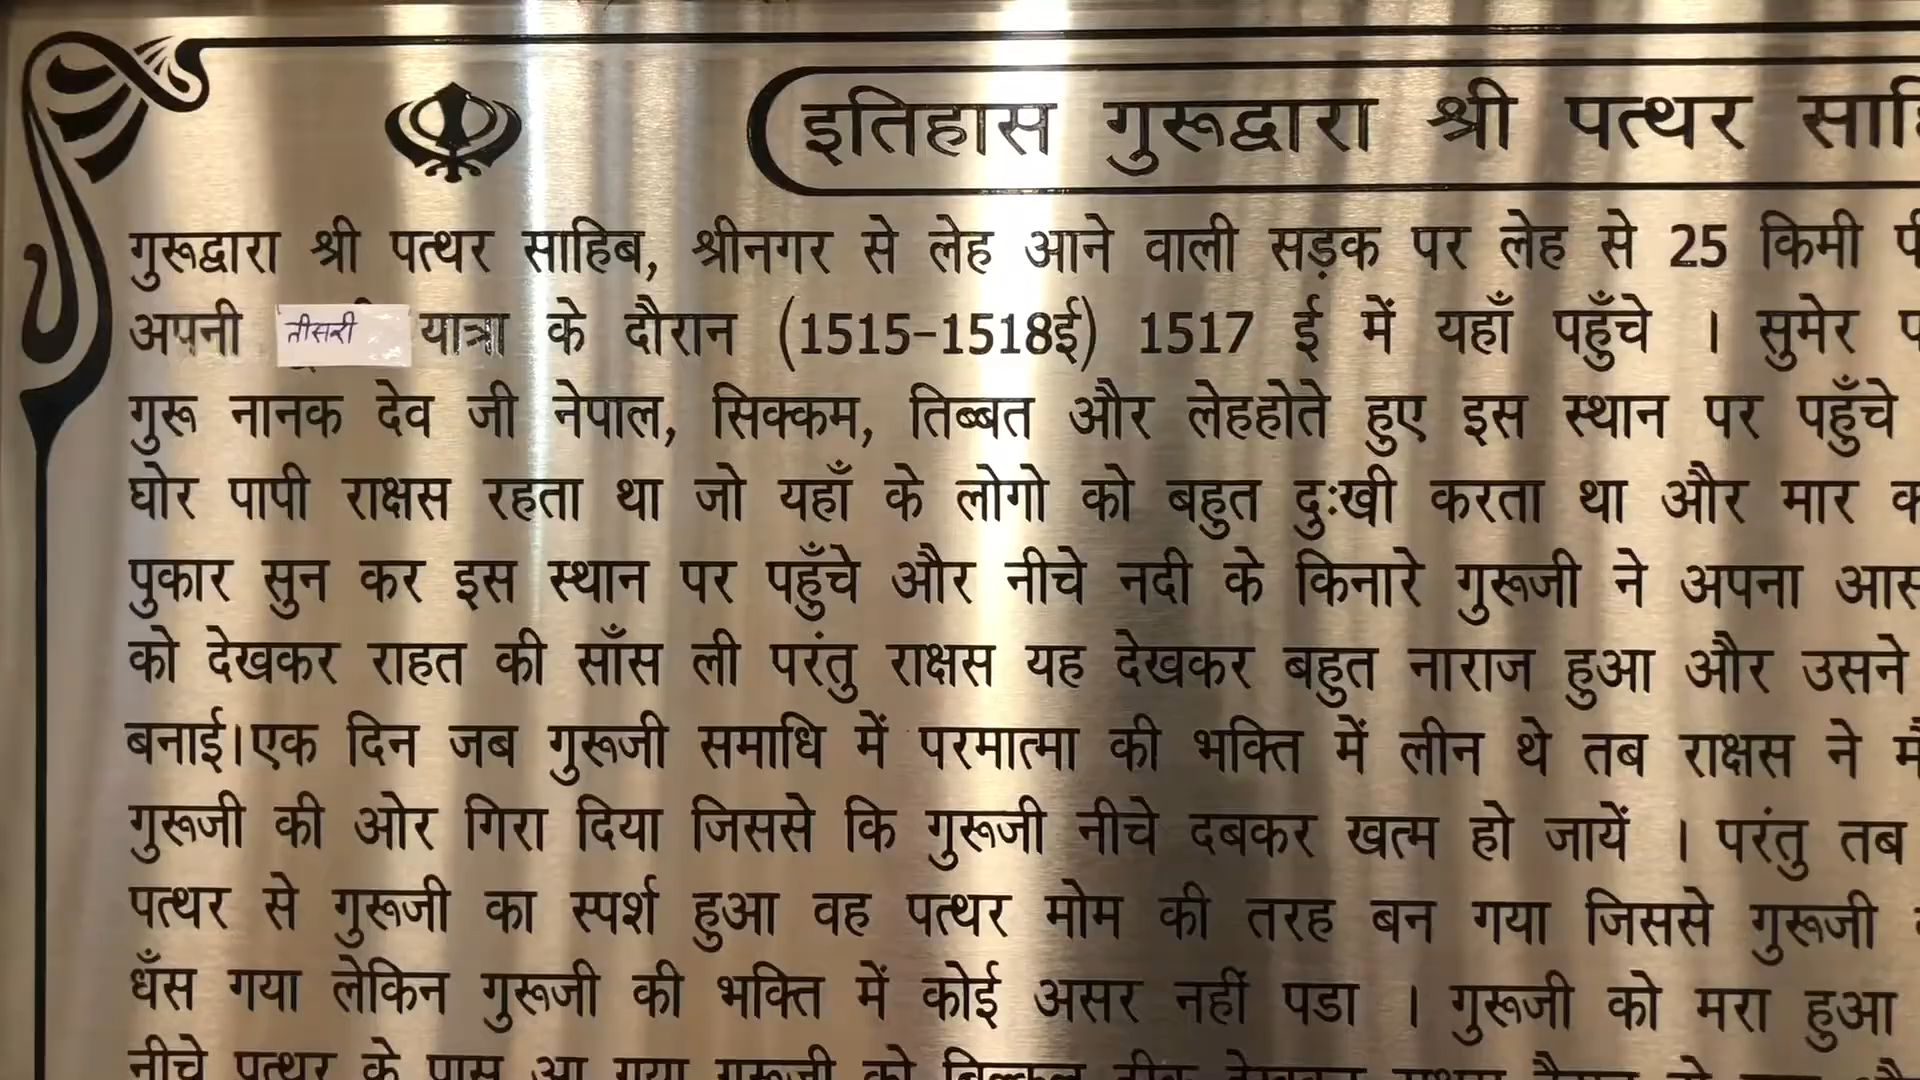 इतिहास गुरूद्वारा श्री पत्थर
गुरूद्वारा श्री पत्थर साहिब, श्रीनगर से लेह आने वाली सड़क पर लेह से 25 किमी
अपनी तीसरी यात्रा के दौरान (1515-1518ई) 1517 ई में यहाँ पहुँचे । सुमेर
गुरू नानक देव जी नेपाल, सिक्कम, तिब्बत और लेहहोते हुए इस स्थान पर पहुँचे
घोर पापी राक्षस रहता था जो यहाँ के लोगो को बहुत दुःखी करता था और मार
पुकार सुन कर इस स्थान पर पहुँचे और नीचे नदी के किनारे गुरूजी ने अपना
को देखकर राहत की साँस ली परंतु राक्षस यह देखकर बहुत नाराज हुआ और उसने
बनाई।एक दिन जब गुरूजी समाधि में परमात्मा की भक्ति में लीन थे तब राक्षस ने
गुरूजी की ओर गिरा दिया जिससे कि गुरूजी नीचे दबकर खत्म हो जायें । परंतु तब
पत्थर से गुरूजी का स्पर्श हुआ वह पत्थर मोम की तरह बन गया जिससे गुरूजी
धँस गया लेकिन गुरूजी की भक्ति में कोई असर नहीं पडा । गुरूजी को मरा हुआ
नीचे पत्थर के पास आ गया गुरूजी को